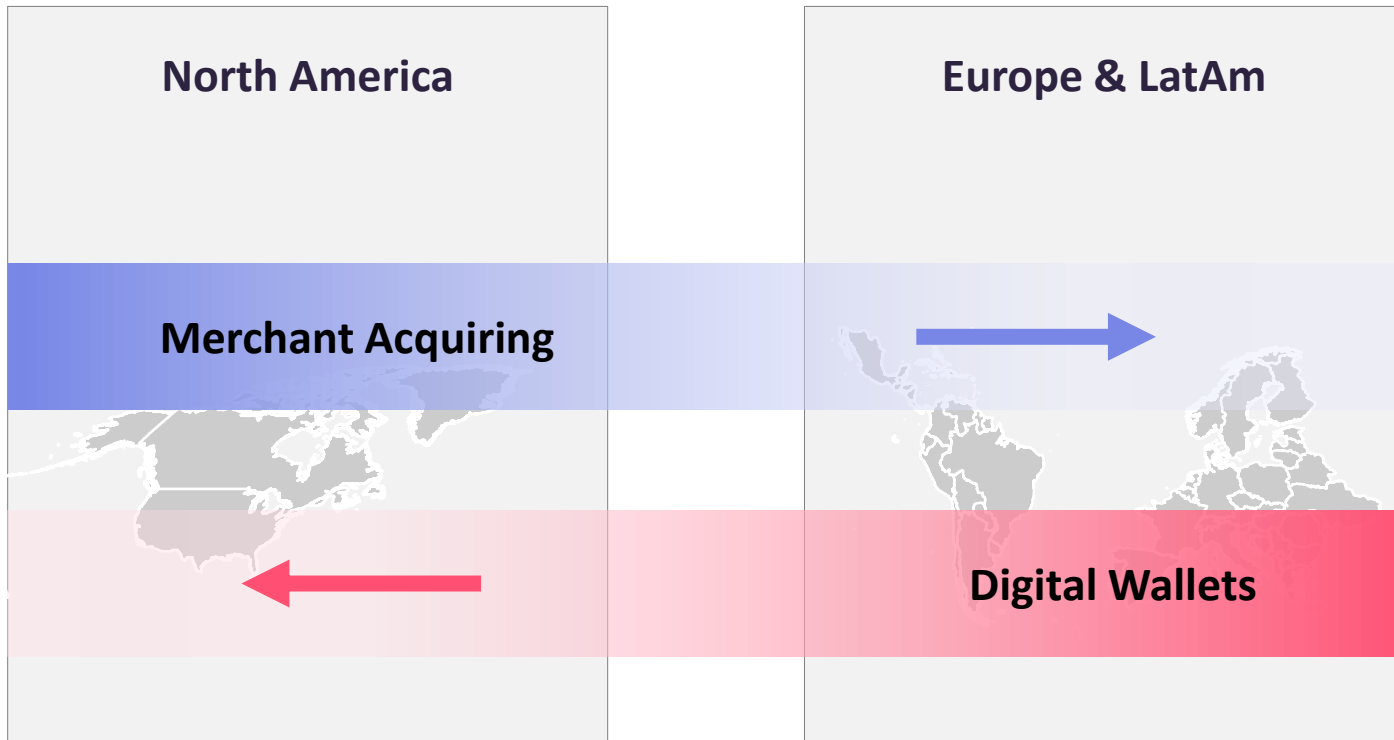 North America
Europe & LatAm
Merchant Acquiring
Digital Wallets